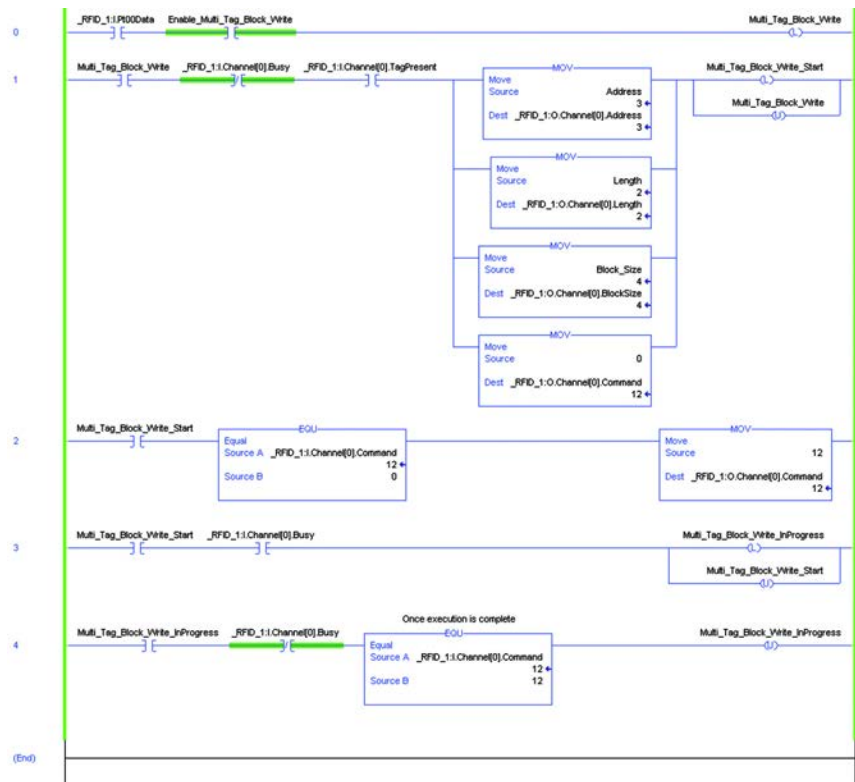 _RFID_1:I.Pt00Data Enable_Multi_Tag_Block_Write Multi_Tag_Block_Write
0
L
Multi_Tag_Block_Write _RFID_1:I.Channel[0].Busy _RFID_1:I.Channel[0].TagPresent
1
MOV
Move
Source Address
3
Dest _RFID_1:O.Channel[0].Address
3
Multi_Tag_Block_Write_Start
L
Multi_Tag_Block_Write
U
MOV
Move
Source Length
2
Dest _RFID_1:O.Channel[0].Length
2
MOV
Move
Source Block_Size
4
Dest _RFID_1:O.Channel[0].BlockSize
4
MOV
Move
Source 0
Dest _RFID_1:O.Channel[0].Command
12
Multi_Tag_Block_Write_Start
2
EQU
Equal
Source A _RFID_1:I.Channel[0].Command
12
Source B 0
MOV
Move
Source 12
Dest _RFID_1:O.Channel[0].Command
12
Multi_Tag_Block_Write_Start _RFID_1:I.Channel[0].Busy Multi_Tag_Block_Write_InProgress
3
L
Multi_Tag_Block_Write_Start
U
Once execution is complete
Multi_Tag_Block_Write_InProgress _RFID_1:I.Channel[0].Busy
4
EQU
Equal
Source A _RFID_1:I.Channel[0].Command
12
Source B 12
Multi_Tag_Block_Write_InProgress
U
(End)